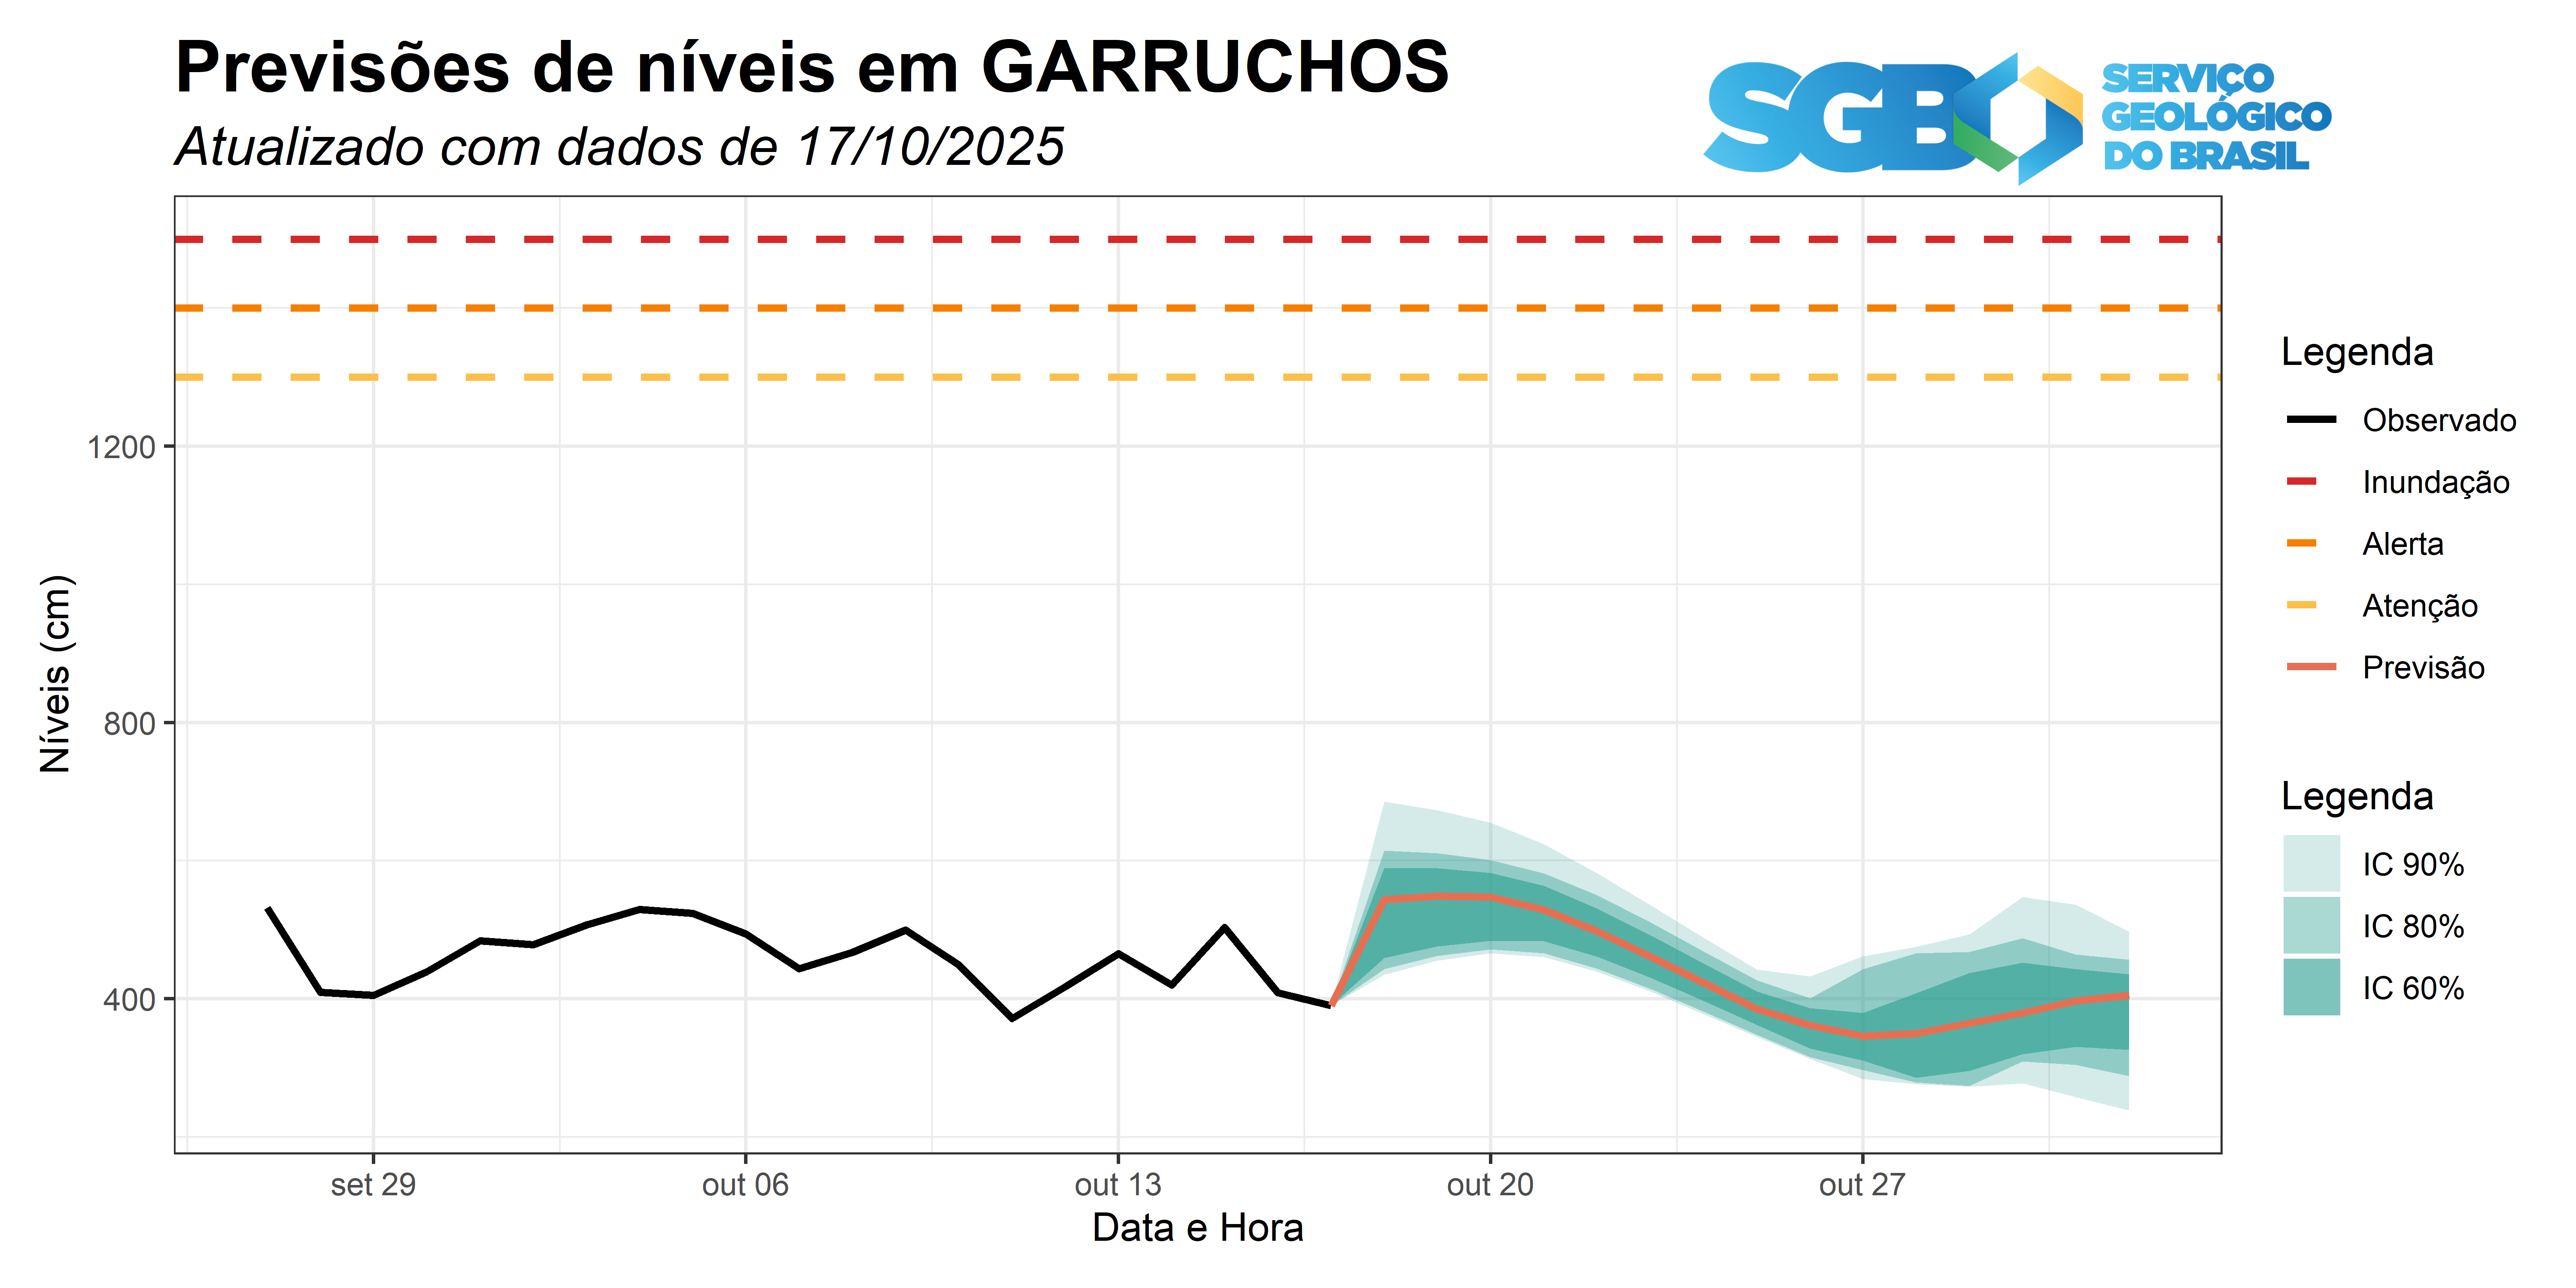 Previsões de níveis em GARRUCHOS
Atualizado com dados de 17/10/2025
SGB
SERVIÇO
GEOLÓGICO
DO BRASIL
Níveis (cm)
1200
800
400
set 29
out 06
out 13
out 20
out 27
Data e Hora
Legenda
Observado
Inundação
Alerta
Atenção
Previsão
Legenda
IC 90%
IC 80%
IC 60%